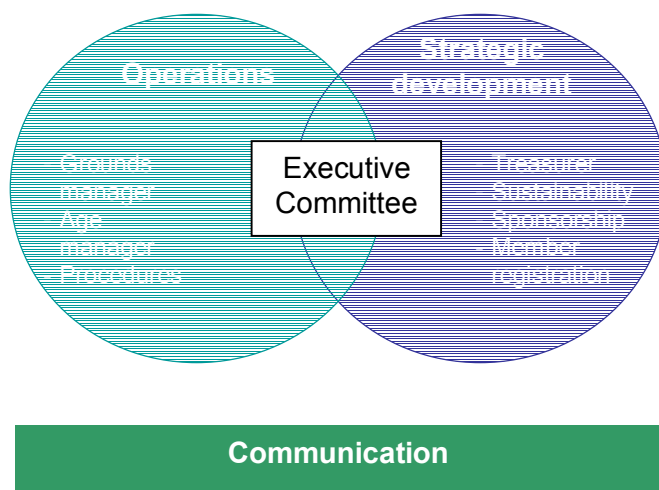 Operations
Strategic
development
- Grounds
manager
- Age
manager
- Procedures
Executive
Committee
- Treasurer
- Sustainability
- Sponsorship
- Member
registration
Communication